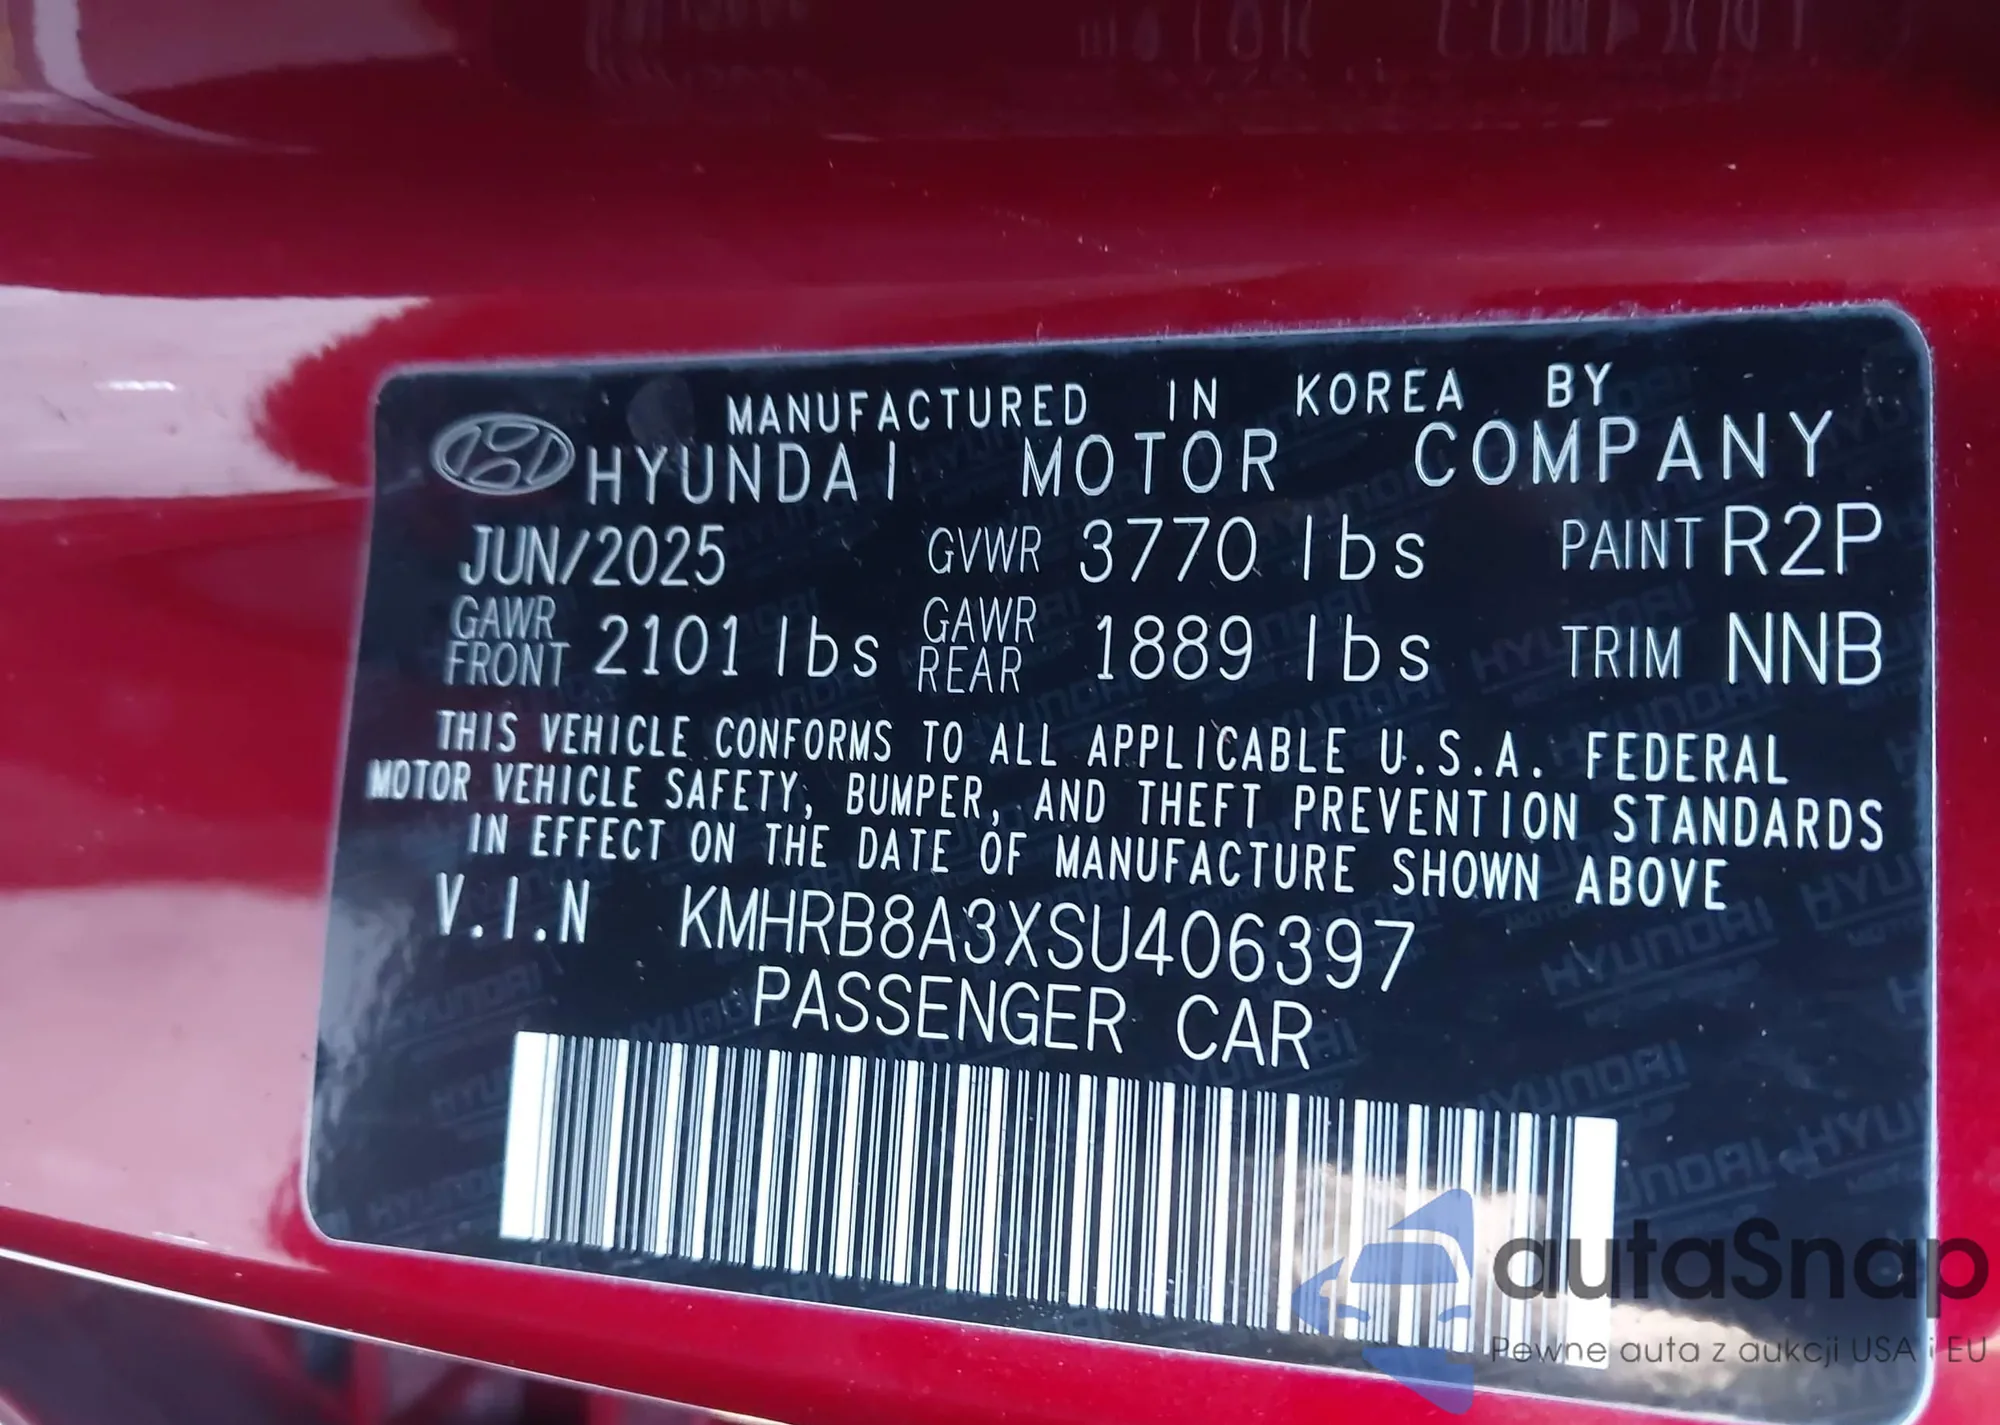 MANUFACTURED IN KOREA BY
HYUNDAI MOTOR COMPANY
JUN/2025 GVWR 3770 lbs PAINT R2P
GAWR FRONT 2101 lbs GAWR REAR 1889 lbs TRIM NNB
THIS VEHICLE CONFORMS TO ALL APPLICABLE U.S.A. FEDERAL
MOTOR VEHICLE SAFETY, BUMPER, AND THEFT PREVENTION STANDARDS
IN EFFECT ON THE DATE OF MANUFACTURE SHOWN ABOVE
V.I.N KMHRB8A3XSU406397
PASSENGER CAR
autaSnap
Pewne auta z aukcji USA i EU